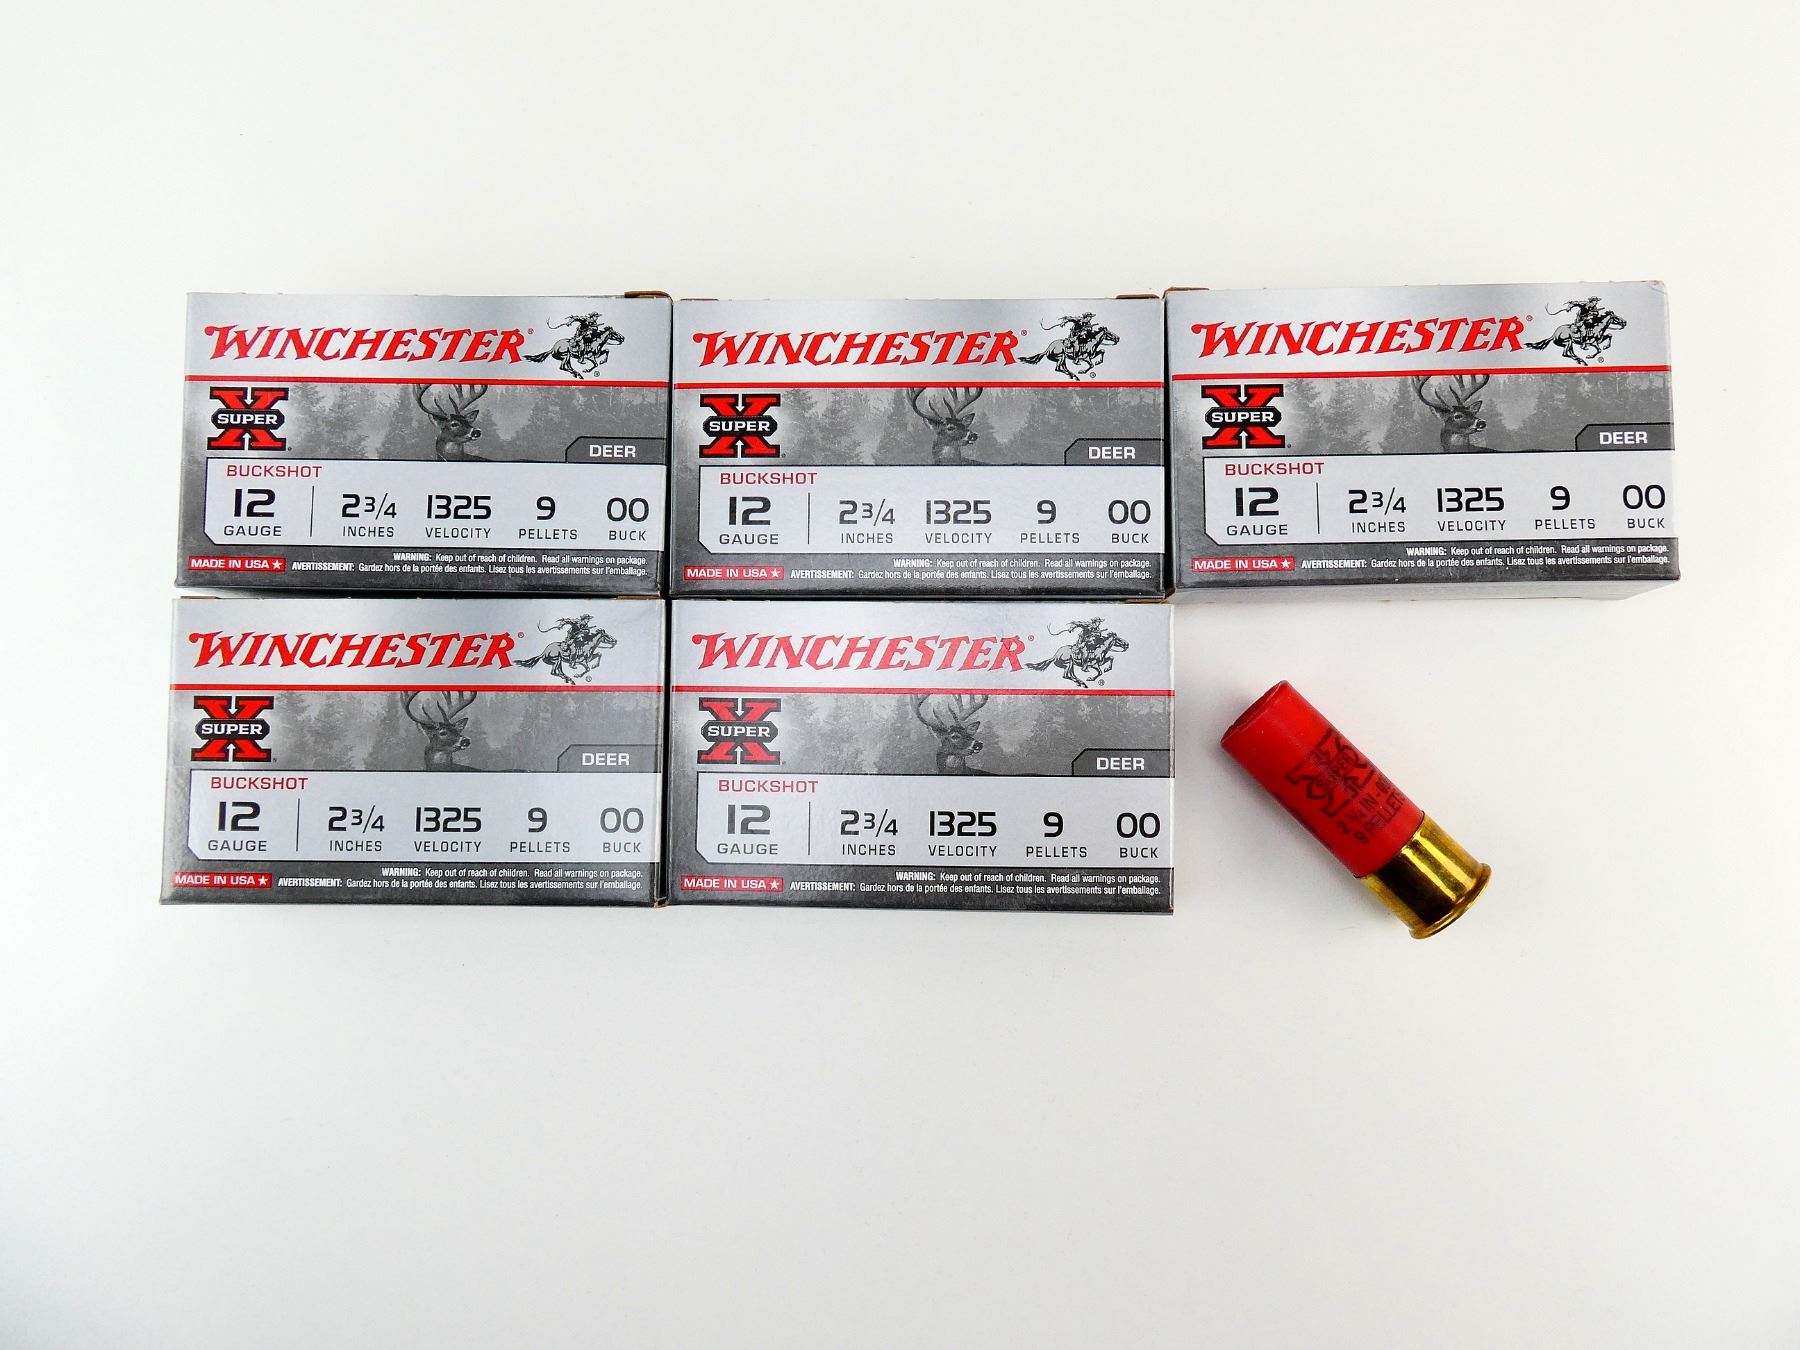 WINCHESTER®
SUPER X
DEER
BUCKSHOT
12 2 3/4 1325 9 00
GAUGE INCHES VELOCITY PELLETS BUCK
MADE IN USA ★
WARNING: Keep out of reach of children. Read all warnings on package.
AVERTISSEMENT: Gardez hors de la portée des enfants. Lisez tous les avertissements sur l'emballage.
WINCHESTER®
SUPER X
DEER
BUCKSHOT
12 2 3/4 1325 9 00
GAUGE INCHES VELOCITY PELLETS BUCK
MADE IN USA ★
WARNING: Keep out of reach of children. Read all warnings on package.
AVERTISSEMENT: Gardez hors de la portée des enfants. Lisez tous les avertissements sur l'emballage.
WINCHESTER®
SUPER X
DEER
BUCKSHOT
12 2 3/4 1325 9 00
GAUGE INCHES VELOCITY PELLETS BUCK
MADE IN USA ★
WARNING: Keep out of reach of children. Read all warnings on package.
AVERTISSEMENT: Gardez hors de la portée des enfants. Lisez tous les avertissements sur l'emballage.
WINCHESTER®
SUPER X
DEER
BUCKSHOT
12 2 3/4 1325 9 00
GAUGE INCHES VELOCITY PELLETS BUCK
MADE IN USA ★
WARNING: Keep out of reach of children. Read all warnings on package.
AVERTISSEMENT: Gardez hors de la portée des enfants. Lisez tous les avertissements sur l'emballage.
WINCHESTER®
SUPER X
DEER
BUCKSHOT
12 2 3/4 1325 9 00
GAUGE INCHES VELOCITY PELLETS BUCK
MADE IN USA ★
WARNING: Keep out of reach of children. Read all warnings on package.
AVERTISSEMENT: Gardez hors de la portée des enfants. Lisez tous les avertissements sur l'emballage.
SUPER X
2 3/4 IN - 0
9 PELLET